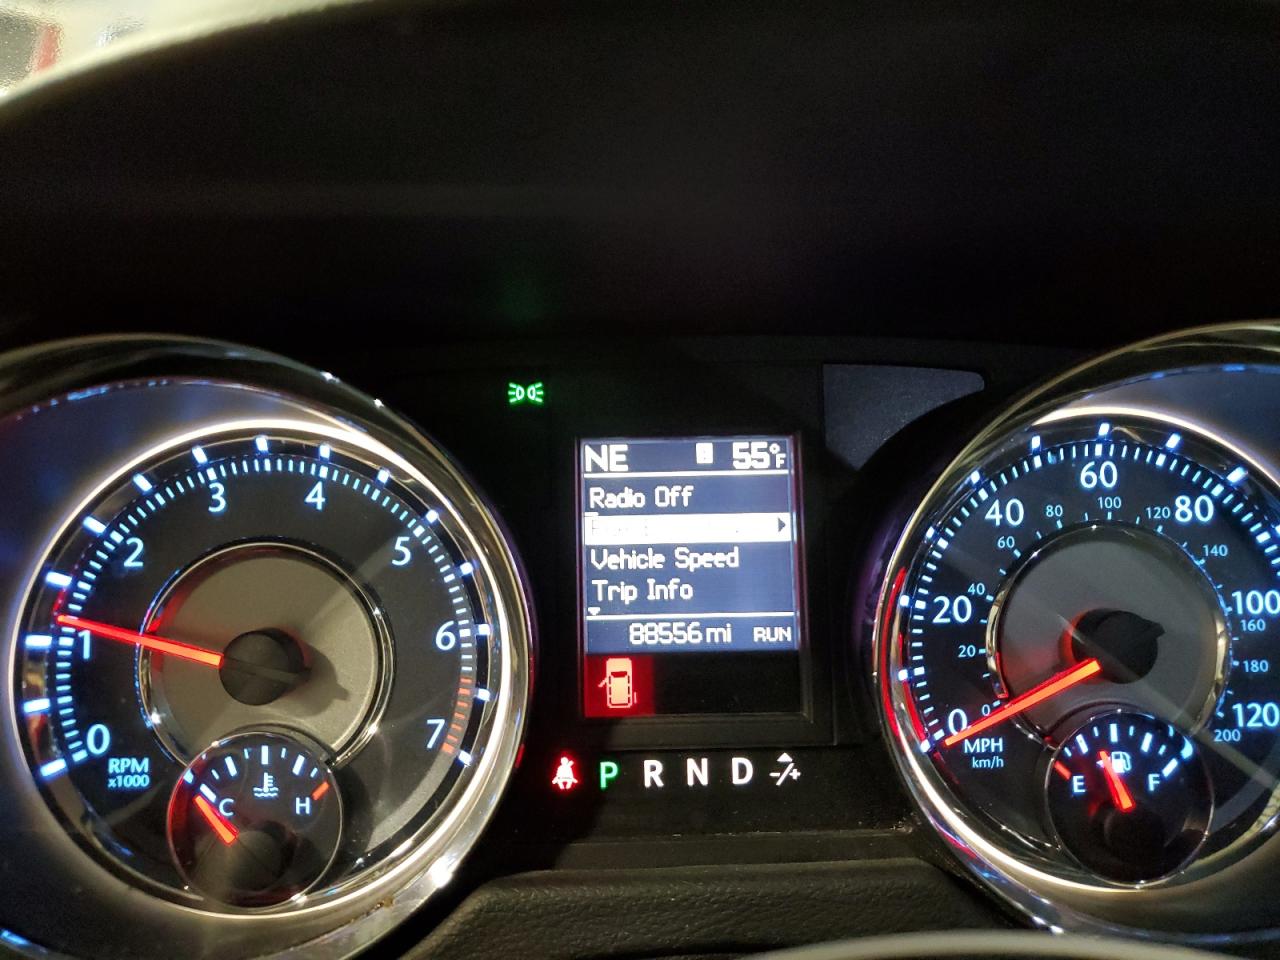 NE 55°F
Radio Off
Vehicle Speed
Trip Info
88556 mi RUN
P R N D -/+
0 1 2 3 4 5 6 7
RPM
x1000
C H
0 20 40 60 80 100 120
0 20 40 60 80 100 120 140 160 180 200
MPH
km/h
E F